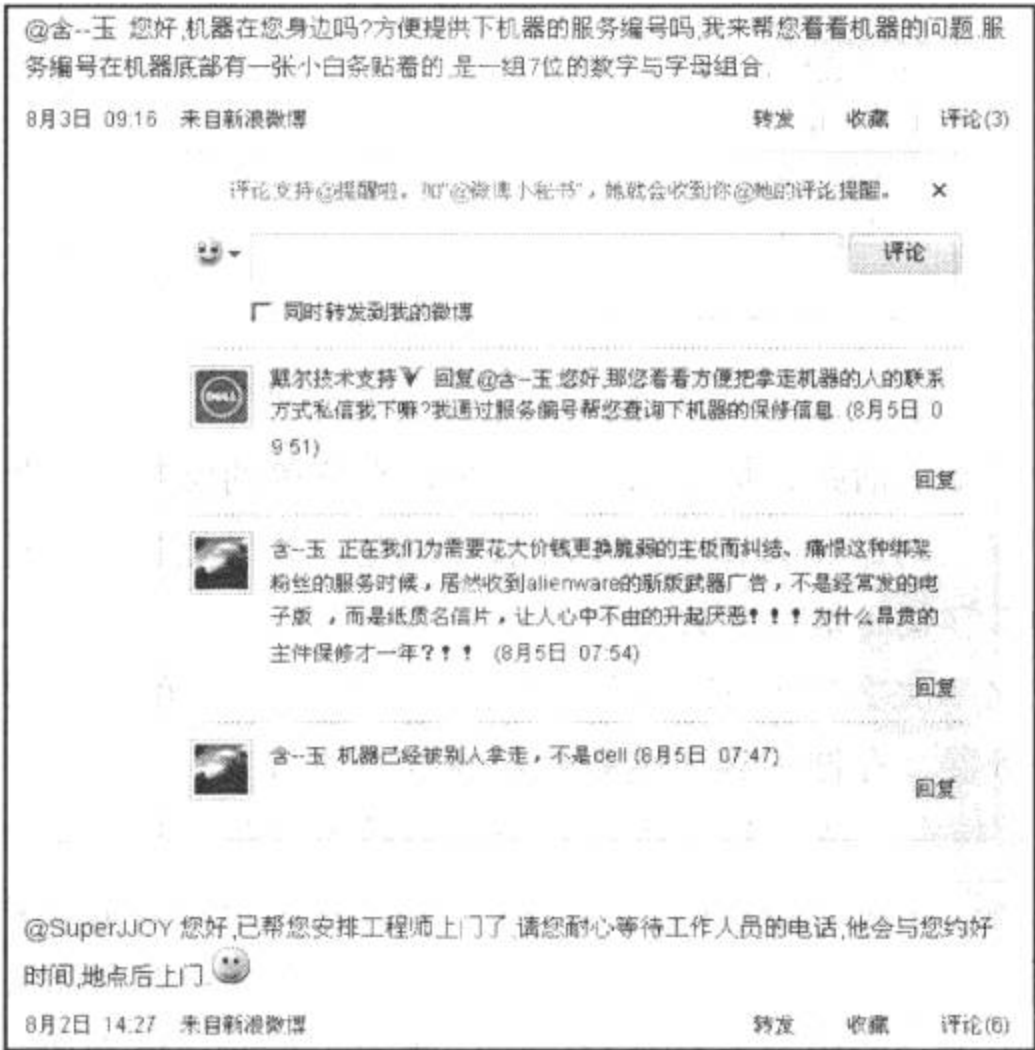 @含--玉 您好,机器在您身边吗?方便提供下机器的服务编号吗,我来帮您看看机器的问题.服
务编号在机器底部有一张小白条贴着的,是一组7位的数字与字母组合.
8月3日 09:16 来自新浪微博 转发 收藏 评论(3)
评论支持@提醒啦。加“@微博小秘书”，她就会收到你@她的评论提醒。 ×
评论
同时转发到我的微博
DELL
戴尔技术支持V 回复@含--玉:您好,那您看看方便把拿走机器的人的联系
方式私信我下嘛?我通过服务编号帮您查询下机器的保修信息. (8月5日 0
9:51)
回复
含--玉 正在我们为需要花大价钱更换脆弱的主板而纠结、痛恨这种绑架
粉丝的服务时候，居然收到alienware的新版武器广告，不是经常发的电
子版 ，而是纸质名信片，让人心中不由的升起厌恶！！！为什么昂贵的
主件保修才一年？！！ (8月5日 07:54)
回复
含--玉 机器已经被别人拿走，不是dell (8月5日 07:47)
回复
@SuperJJOY 您好,已帮您安排工程师上门了.请您耐心等待工作人员的电话,他会与您约好
时间,地点后上门.
8月2日 14:27 来自新浪微博 转发 收藏 评论(6)